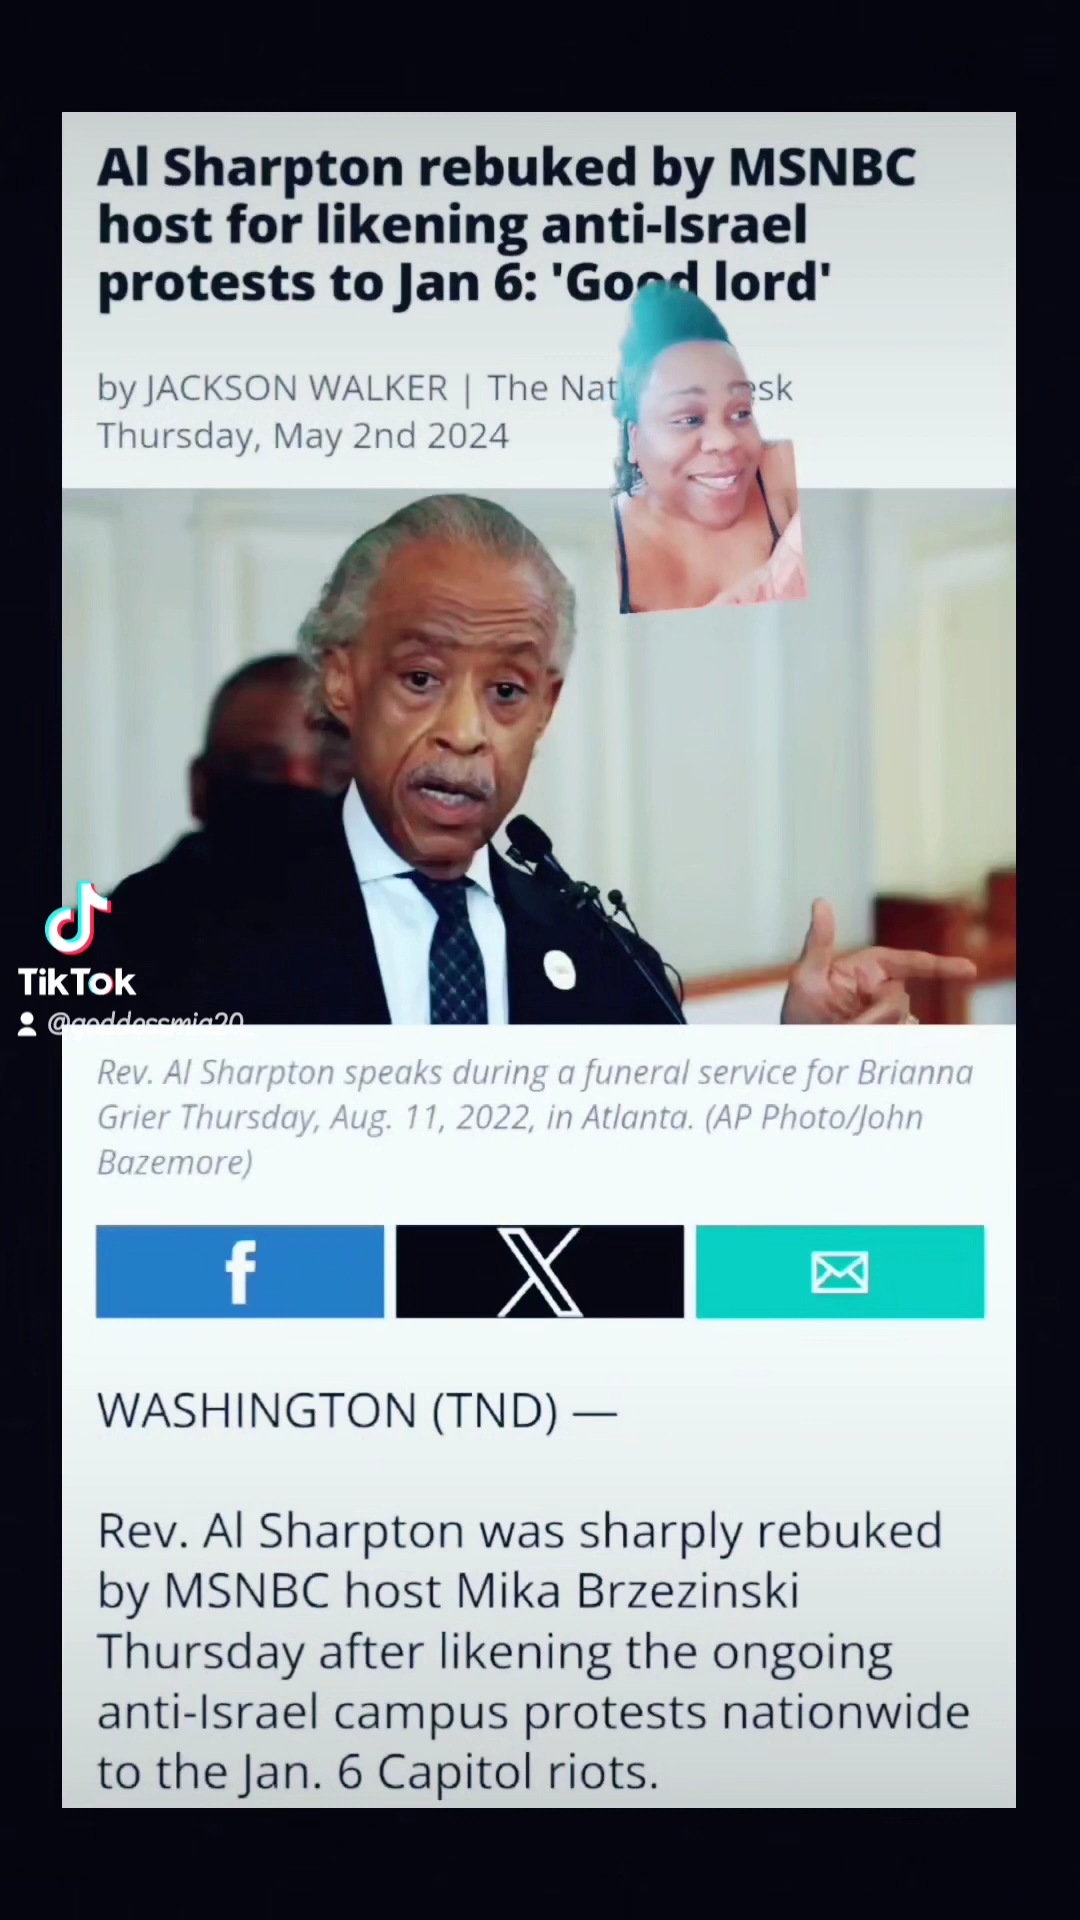 Al Sharpton rebuked by MSNBC
host for likening anti-Israel
protests to Jan 6: 'Good lord'
by JACKSON WALKER | The Nat
Thursday, May 2nd 2024
TikTok
@goddessmia20
Rev. Al Sharpton speaks during a funeral service for Brianna
Grier Thursday, Aug. 11, 2022, in Atlanta. (AP Photo/John
Bazemore)
f
X
WASHINGTON (TND) —
Rev. Al Sharpton was sharply rebuked
by MSNBC host Mika Brzezinski
Thursday after likening the ongoing
anti-Israel campus protests nationwide
to the Jan. 6 Capitol riots.